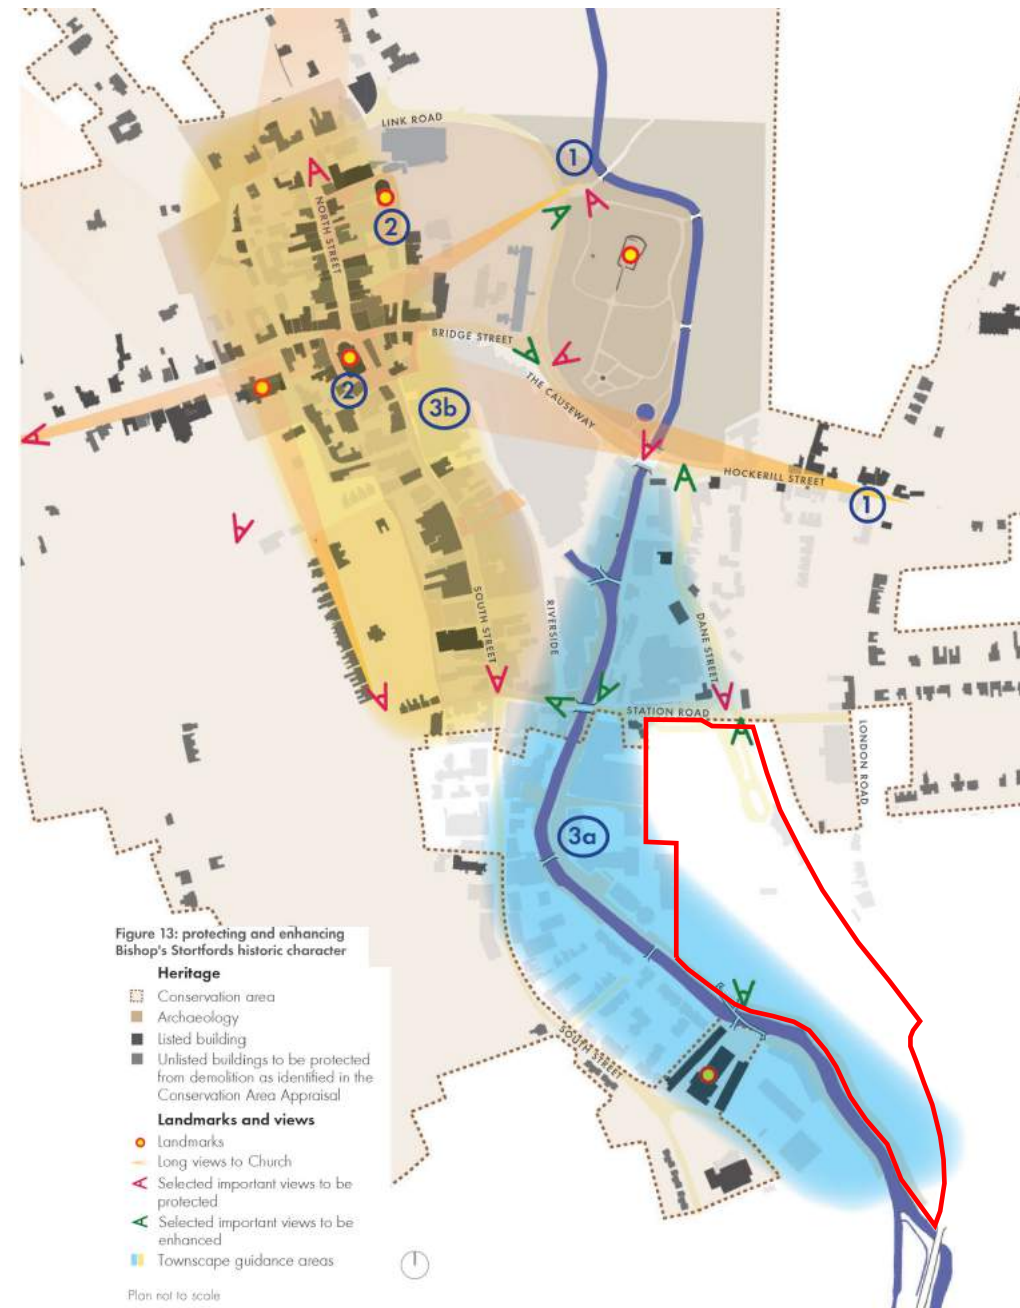 LINK ROAD
1
2
NORTH STREET
BRIDGE STREET
2
3b
THE CAUSEWAY
HOCKERILL STREET
1
SOUTH STREET
RIVERSIDE
DANE STREET
STATION ROAD
LONDON ROAD
3a
SOUTH STREET
Figure 13: protecting and enhancing
Bishop's Stortfords historic character
Heritage
Conservation area
Archaeology
Listed building
Unlisted buildings to be protected
from demolition as identified in the
Conservation Area Appraisal
Landmarks and views
Landmarks
Long views to Church
Selected important views to be
protected
Selected important views to be
enhanced
Townscape guidance areas
Plan not to scale